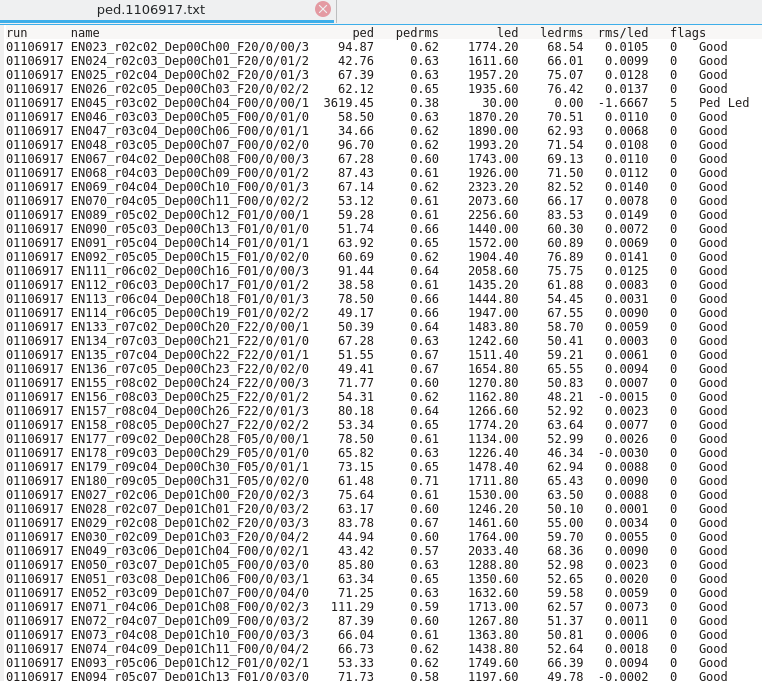 ped.1106917.txt
run name ped pedrms led ledrms rms/led flags
01106917 EN023_r02c02_Dep00Ch00_F20/0/00/3 94.87 0.62 1774.20 68.54 0.0105 0 Good
01106917 EN024_r02c03_Dep00Ch01_F20/0/01/2 42.76 0.63 1611.60 66.01 0.0099 0 Good
01106917 EN025_r02c04_Dep00Ch02_F20/0/01/3 67.39 0.63 1957.20 75.07 0.0128 0 Good
01106917 EN026_r02c05_Dep00Ch03_F20/0/02/2 62.12 0.65 1935.60 76.42 0.0137 0 Good
01106917 EN045_r03c02_Dep00Ch04_F00/0/00/1 3619.45 0.38 30.00 0.00 -1.6667 5 Ped Led
01106917 EN046_r03c03_Dep00Ch05_F00/0/01/0 58.50 0.63 1870.20 70.51 0.0110 0 Good
01106917 EN047_r03c04_Dep00Ch06_F00/0/01/1 34.66 0.62 1890.00 62.93 0.0068 0 Good
01106917 EN048_r03c05_Dep00Ch07_F00/0/02/0 96.70 0.62 1993.20 71.54 0.0108 0 Good
01106917 EN067_r04c02_Dep00Ch08_F00/0/00/3 67.28 0.60 1743.00 69.13 0.0110 0 Good
01106917 EN068_r04c03_Dep00Ch09_F00/0/01/2 87.43 0.61 1926.00 71.50 0.0112 0 Good
01106917 EN069_r04c04_Dep00Ch10_F00/0/01/3 67.14 0.62 2323.20 82.52 0.0140 0 Good
01106917 EN070_r04c05_Dep00Ch11_F00/0/02/2 53.12 0.61 2073.60 66.17 0.0078 0 Good
01106917 EN089_r05c02_Dep00Ch12_F01/0/00/1 59.28 0.61 2256.60 83.53 0.0149 0 Good
01106917 EN090_r05c03_Dep00Ch13_F01/0/01/0 51.74 0.66 1440.00 60.30 0.0072 0 Good
01106917 EN091_r05c04_Dep00Ch14_F01/0/01/1 63.92 0.65 1572.00 60.89 0.0069 0 Good
01106917 EN092_r05c05_Dep00Ch15_F01/0/02/0 60.69 0.62 1904.40 76.89 0.0141 0 Good
01106917 EN111_r06c02_Dep00Ch16_F01/0/00/3 91.44 0.64 2058.60 75.75 0.0125 0 Good
01106917 EN112_r06c03_Dep00Ch17_F01/0/01/2 38.58 0.61 1435.20 61.88 0.0083 0 Good
01106917 EN113_r06c04_Dep00Ch18_F01/0/01/3 78.50 0.66 1444.80 54.45 0.0031 0 Good
01106917 EN114_r06c05_Dep00Ch19_F01/0/02/2 49.17 0.66 1947.00 67.55 0.0090 0 Good
01106917 EN133_r07c02_Dep00Ch20_F22/0/00/1 50.39 0.64 1483.80 58.70 0.0059 0 Good
01106917 EN134_r07c03_Dep00Ch21_F22/0/01/0 67.28 0.63 1242.60 50.41 0.0003 0 Good
01106917 EN135_r07c04_Dep00Ch22_F22/0/01/1 51.55 0.67 1511.40 59.21 0.0061 0 Good
01106917 EN136_r07c05_Dep00Ch23_F22/0/02/0 49.41 0.67 1654.80 65.55 0.0094 0 Good
01106917 EN155_r08c02_Dep00Ch24_F22/0/00/3 71.77 0.60 1270.80 50.83 0.0007 0 Good
01106917 EN156_r08c03_Dep00Ch25_F22/0/01/2 54.31 0.62 1162.80 48.21 -0.0015 0 Good
01106917 EN157_r08c04_Dep00Ch26_F22/0/01/3 80.18 0.64 1266.60 52.92 0.0023 0 Good
01106917 EN158_r08c05_Dep00Ch27_F22/0/02/2 53.34 0.65 1774.20 63.64 0.0077 0 Good
01106917 EN177_r09c02_Dep00Ch28_F05/0/00/1 78.50 0.61 1134.00 52.99 0.0026 0 Good
01106917 EN178_r09c03_Dep00Ch29_F05/0/01/0 65.82 0.63 1226.40 46.34 -0.0030 0 Good
01106917 EN179_r09c04_Dep00Ch30_F05/0/01/1 73.15 0.65 1478.40 62.94 0.0088 0 Good
01106917 EN180_r09c05_Dep00Ch31_F05/0/02/0 61.48 0.71 1711.80 65.43 0.0090 0 Good
01106917 EN027_r02c06_Dep01Ch00_F20/0/02/3 75.64 0.61 1530.00 63.50 0.0088 0 Good
01106917 EN028_r02c07_Dep01Ch01_F20/0/03/2 63.17 0.60 1246.20 50.10 0.0001 0 Good
01106917 EN029_r02c08_Dep01Ch02_F20/0/03/3 83.78 0.67 1461.60 55.00 0.0034 0 Good
01106917 EN030_r02c09_Dep01Ch03_F20/0/04/2 44.94 0.60 1764.00 59.70 0.0055 0 Good
01106917 EN049_r03c06_Dep01Ch04_F00/0/02/1 43.42 0.57 2033.40 68.36 0.0090 0 Good
01106917 EN050_r03c07_Dep01Ch05_F00/0/03/0 85.80 0.63 1288.80 52.98 0.0023 0 Good
01106917 EN051_r03c08_Dep01Ch06_F00/0/03/1 63.34 0.65 1350.60 52.65 0.0020 0 Good
01106917 EN052_r03c09_Dep01Ch07_F00/0/04/0 71.25 0.63 1632.60 59.58 0.0059 0 Good
01106917 EN071_r04c06_Dep01Ch08_F00/0/02/3 111.29 0.59 1713.00 62.57 0.0073 0 Good
01106917 EN072_r04c07_Dep01Ch09_F00/0/03/2 87.39 0.60 1267.80 51.37 0.0011 0 Good
01106917 EN073_r04c08_Dep01Ch10_F00/0/03/3 66.04 0.61 1363.80 50.81 0.0006 0 Good
01106917 EN074_r04c09_Dep01Ch11_F00/0/04/2 66.73 0.62 1438.80 52.64 0.0018 0 Good
01106917 EN093_r05c06_Dep01Ch12_F01/0/02/1 53.33 0.62 1749.60 66.39 0.0094 0 Good
01106917 EN094_r05c07_Dep01Ch13_F01/0/03/0 71.73 0.58 1197.60 49.78 -0.0002 0 Good